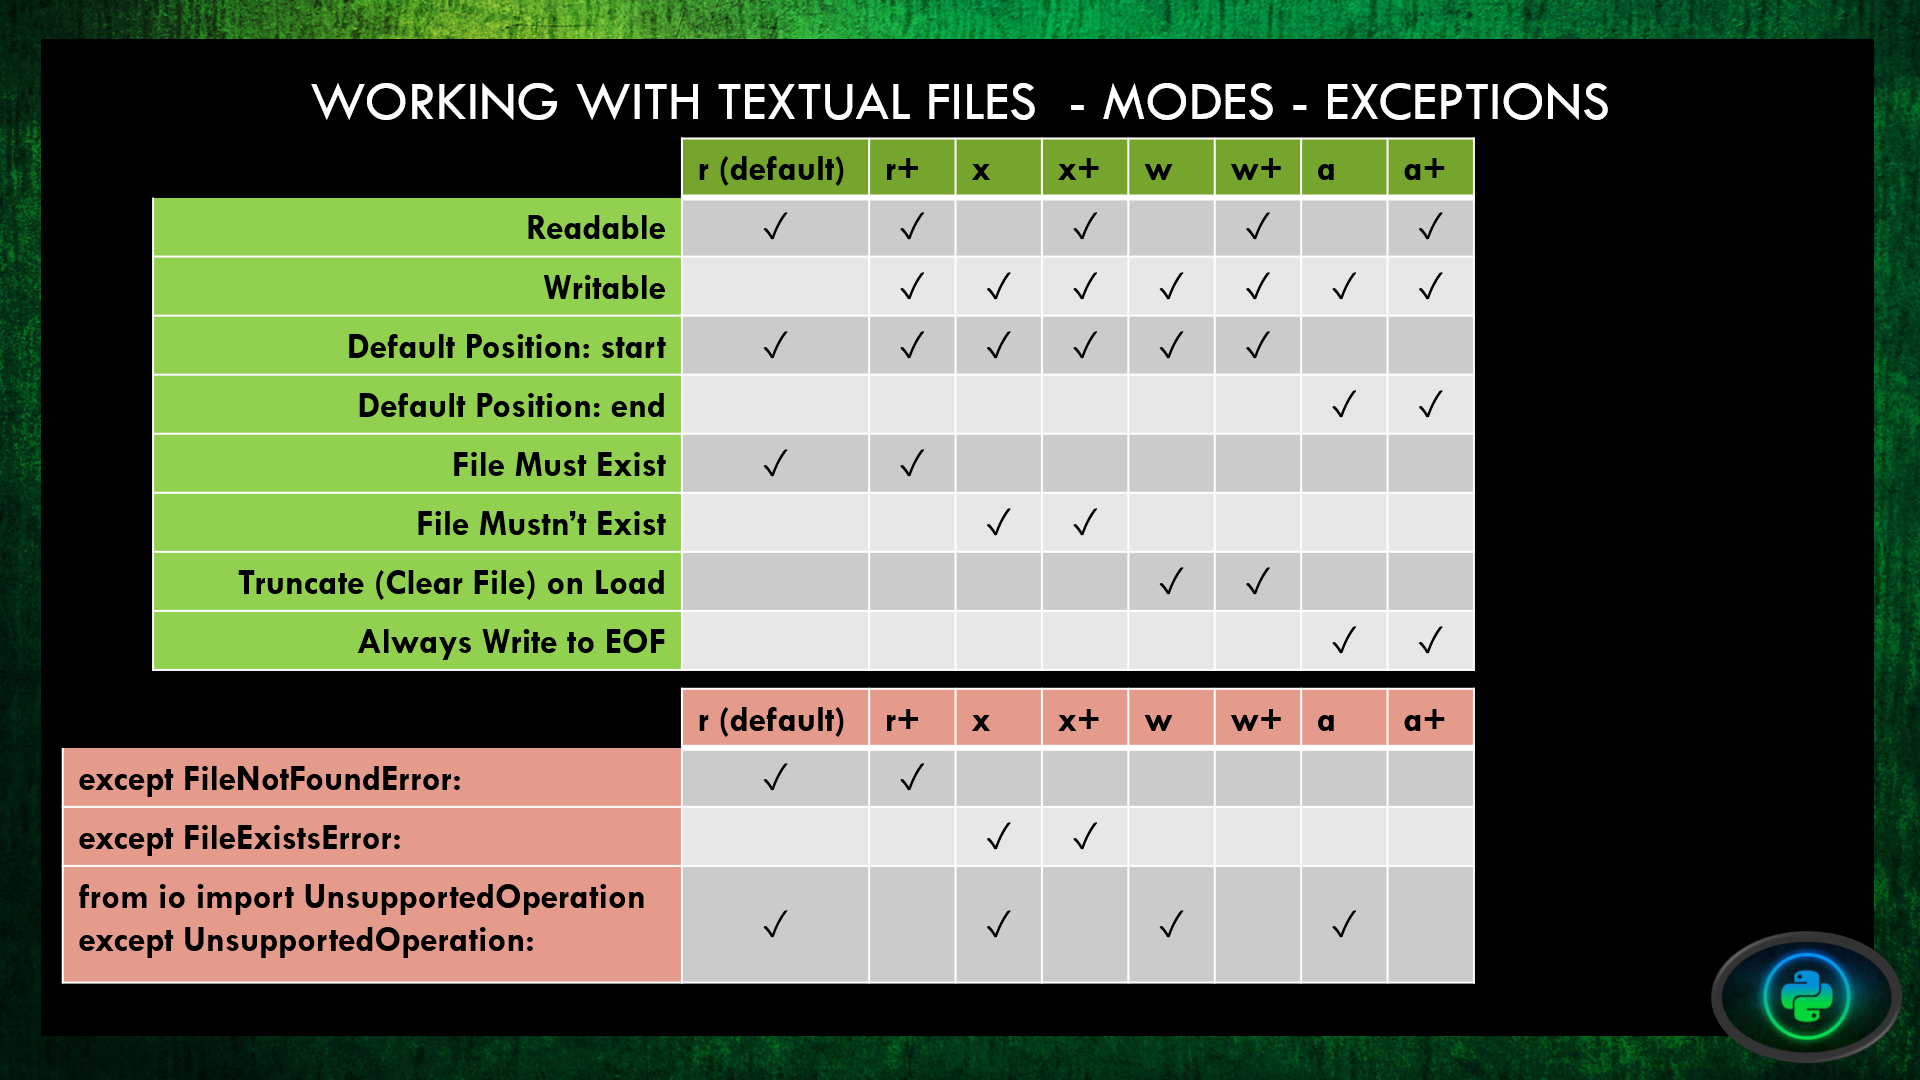 WORKING WITH TEXTUAL FILES - MODES - EXCEPTIONS
r (default) r+ x x+ w w+ a a+
Readable ✓ ✓ ✓ ✓ ✓
Writable ✓ ✓ ✓ ✓ ✓ ✓ ✓
Default Position: start ✓ ✓ ✓ ✓ ✓ ✓
Default Position: end ✓ ✓
File Must Exist ✓ ✓
File Mustn’t Exist ✓ ✓
Truncate (Clear File) on Load ✓ ✓
Always Write to EOF ✓ ✓
r (default) r+ x x+ w w+ a a+
except FileNotFoundError: ✓ ✓
except FileExistsError: ✓ ✓
from io import UnsupportedOperation
except UnsupportedOperation: ✓ ✓ ✓ ✓